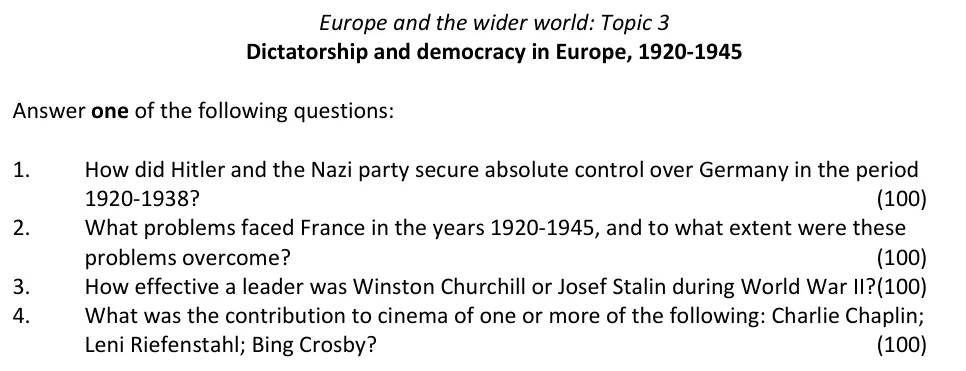 Europe and the wider world: Topic 3
Dictatorship and democracy in Europe, 1920-1945
Answer one of the following questions:
1. How did Hitler and the Nazi party secure absolute control over Germany in the period
1920-1938? (100)
2. What problems faced France in the years 1920-1945, and to what extent were these
problems overcome? (100)
3. How effective a leader was Winston Churchill or Josef Stalin during World War II?(100)
4. What was the contribution to cinema of one or more of the following: Charlie Chaplin;
Leni Riefenstahl; Bing Crosby? (100)